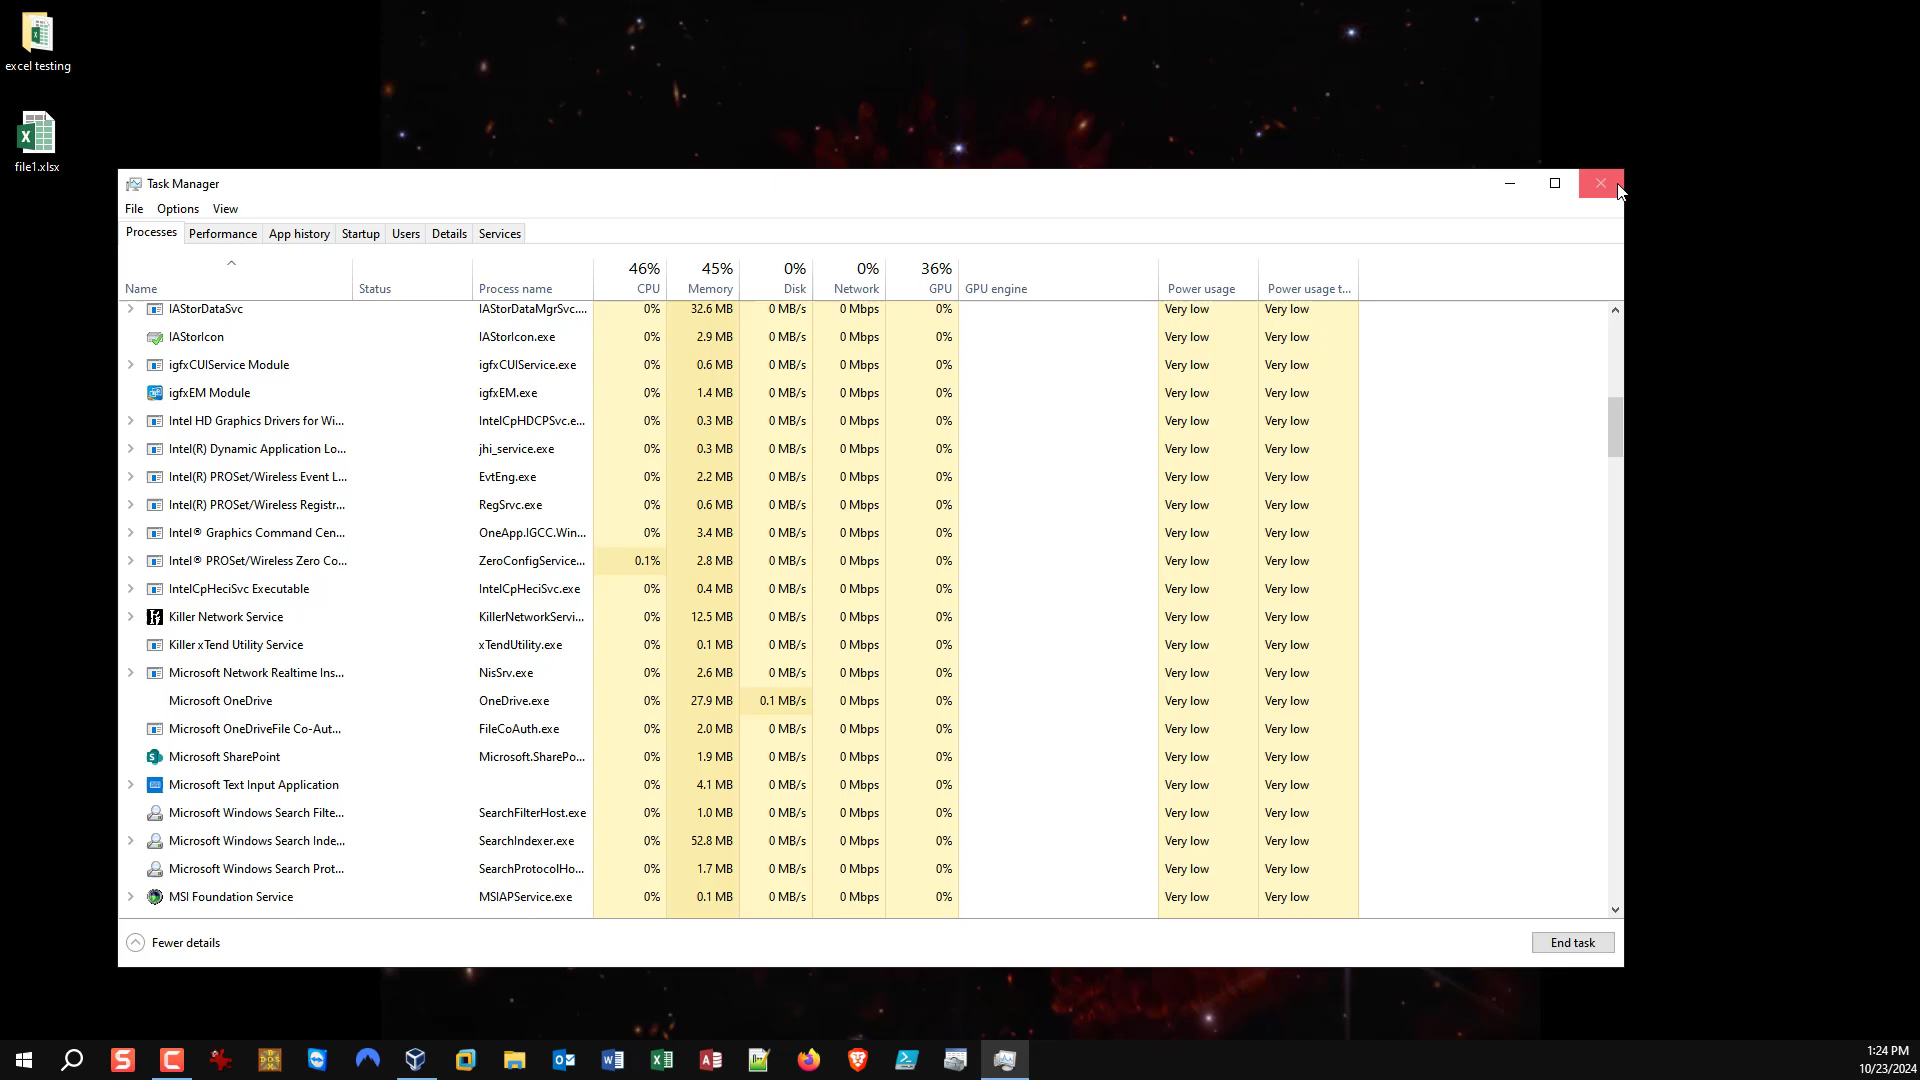 excel testing
file1.xlsx
Task Manager
File Options View
Processes Performance App history Startup Users Details Services
46% 45% 0% 0% 36%
Name Status Process name CPU Memory Disk Network GPU GPU engine Power usage Power usage t...
IAStorDataSvc IAStorDataMgrSvc.... 0% 32.6 MB 0 MB/s 0 Mbps 0% Very low Very low
IAStorIcon IAStorIcon.exe 0% 2.9 MB 0 MB/s 0 Mbps 0% Very low Very low
igfxCUIService Module igfxCUIService.exe 0% 0.6 MB 0 MB/s 0 Mbps 0% Very low Very low
igfxEM Module igfxEM.exe 0% 1.4 MB 0 MB/s 0 Mbps 0% Very low Very low
Intel HD Graphics Drivers for Wi... IntelCpHDCPSvc.e... 0% 0.3 MB 0 MB/s 0 Mbps 0% Very low Very low
Intel(R) Dynamic Application Lo... jhi_service.exe 0% 0.3 MB 0 MB/s 0 Mbps 0% Very low Very low
Intel(R) PROSet/Wireless Event L... EvtEng.exe 0% 2.2 MB 0 MB/s 0 Mbps 0% Very low Very low
Intel(R) PROSet/Wireless Registr... RegSrvc.exe 0% 0.6 MB 0 MB/s 0 Mbps 0% Very low Very low
Intel® Graphics Command Cen... OneApp.IGCC.Win... 0% 3.4 MB 0 MB/s 0 Mbps 0% Very low Very low
Intel® PROSet/Wireless Zero Co... ZeroConfigService... 0.1% 2.8 MB 0 MB/s 0 Mbps 0% Very low Very low
IntelCpHeciSvc Executable IntelCpHeciSvc.exe 0% 0.4 MB 0 MB/s 0 Mbps 0% Very low Very low
Killer Network Service KillerNetworkServi... 0% 12.5 MB 0 MB/s 0 Mbps 0% Very low Very low
Killer xTend Utility Service xTendUtility.exe 0% 0.1 MB 0 MB/s 0 Mbps 0% Very low Very low
Microsoft Network Realtime Ins... NisSrv.exe 0% 2.6 MB 0 MB/s 0 Mbps 0% Very low Very low
Microsoft OneDrive OneDrive.exe 0% 27.9 MB 0.1 MB/s 0 Mbps 0% Very low Very low
Microsoft OneDriveFile Co-Aut... FileCoAuth.exe 0% 2.0 MB 0 MB/s 0 Mbps 0% Very low Very low
Microsoft SharePoint Microsoft.SharePo... 0% 1.9 MB 0 MB/s 0 Mbps 0% Very low Very low
Microsoft Text Input Application 0% 4.1 MB 0 MB/s 0 Mbps 0% Very low Very low
Microsoft Windows Search Filte... SearchFilterHost.exe 0% 1.0 MB 0 MB/s 0 Mbps 0% Very low Very low
Microsoft Windows Search Inde... SearchIndexer.exe 0% 52.8 MB 0 MB/s 0 Mbps 0% Very low Very low
Microsoft Windows Search Prot... SearchProtocolHo... 0% 1.7 MB 0 MB/s 0 Mbps 0% Very low Very low
MSI Foundation Service MSIAPService.exe 0% 0.1 MB 0 MB/s 0 Mbps 0% Very low Very low
Fewer details End task
1:24 PM
10/23/2024